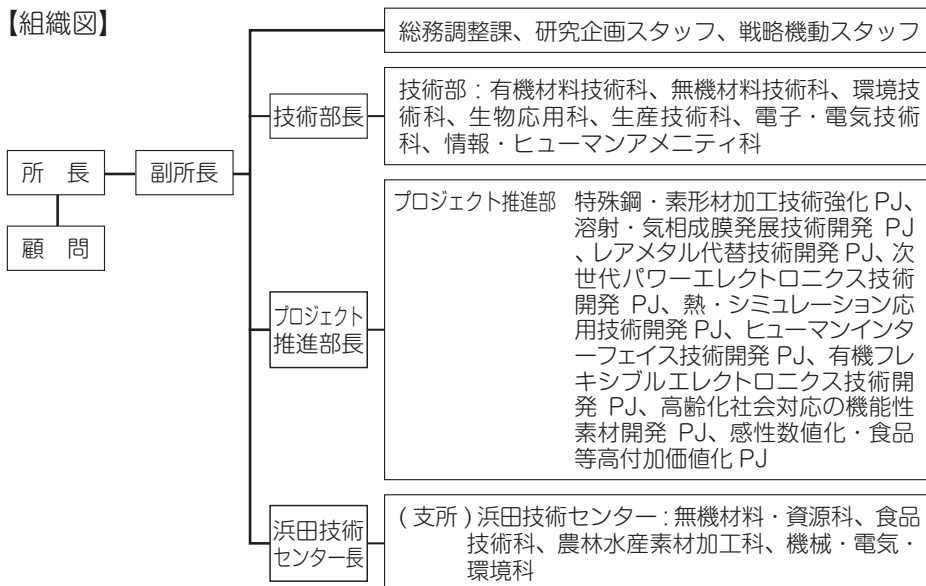 【組織図】
総務調整課、研究企画スタッフ、戦略機動スタッフ
技術部長
技術部：有機材料技術科、無機材料技術科、環境技
術科、生物応用科、生産技術科、電子・電気技術
科、情報・ヒューマンアメニティ科
所　長
副所長
顧　問
プロジェクト
推進部長
プロジェクト推進部　特殊鋼・素形材加工技術強化 PJ、
溶射・気相成膜発展技術開発 PJ
、レアメタル代替技術開発 PJ、次
世代パワーエレクトロニクス技術
開発 PJ、熱・シミュレーション応
用技術開発 PJ、ヒューマンインタ
ーフェイス技術開発 PJ、有機フレ
キシブルエレクトロニクス技術開
発 PJ、高齢化社会対応の機能性
素材開発 PJ、感性数値化・食品
等高付加価値化 PJ
浜田技術
センター長
( 支所 ) 浜田技術センター：無機材料・資源科、食品
技術科、農林水産素材加工科、機械・電気・
環境科